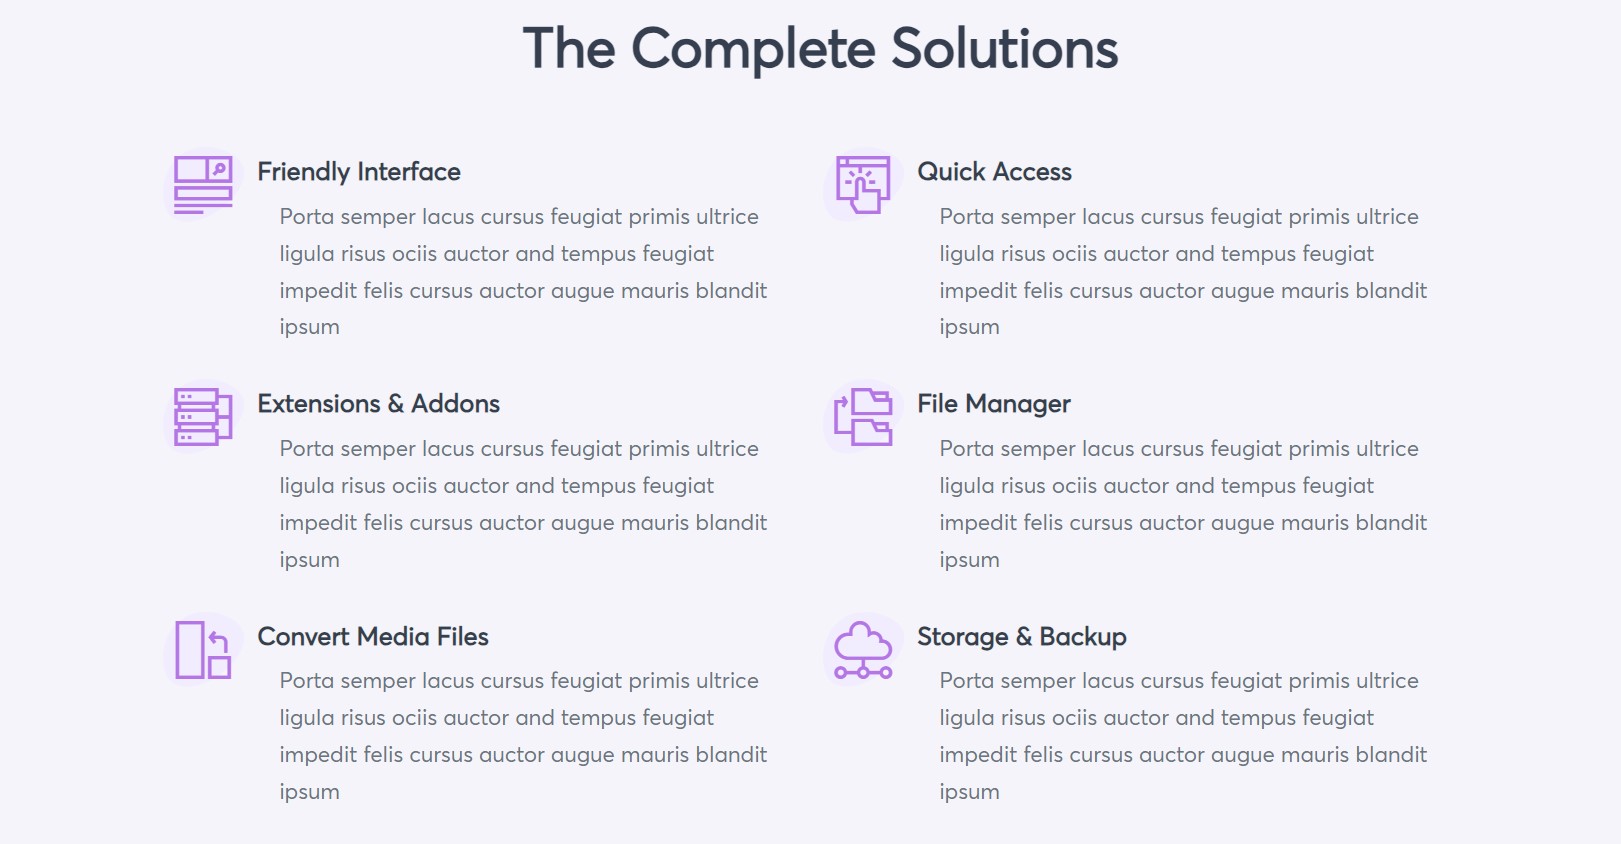 The Complete Solutions
Friendly Interface
Porta semper lacus cursus feugiat primis ultrice
ligula risus ociis auctor and tempus feugiat
impedit felis cursus auctor augue mauris blandit
ipsum
Quick Access
Porta semper lacus cursus feugiat primis ultrice
ligula risus ociis auctor and tempus feugiat
impedit felis cursus auctor augue mauris blandit
ipsum
Extensions & Addons
Porta semper lacus cursus feugiat primis ultrice
ligula risus ociis auctor and tempus feugiat
impedit felis cursus auctor augue mauris blandit
ipsum
File Manager
Porta semper lacus cursus feugiat primis ultrice
ligula risus ociis auctor and tempus feugiat
impedit felis cursus auctor augue mauris blandit
ipsum
Convert Media Files
Porta semper lacus cursus feugiat primis ultrice
ligula risus ociis auctor and tempus feugiat
impedit felis cursus auctor augue mauris blandit
ipsum
Storage & Backup
Porta semper lacus cursus feugiat primis ultrice
ligula risus ociis auctor and tempus feugiat
impedit felis cursus auctor augue mauris blandit
ipsum